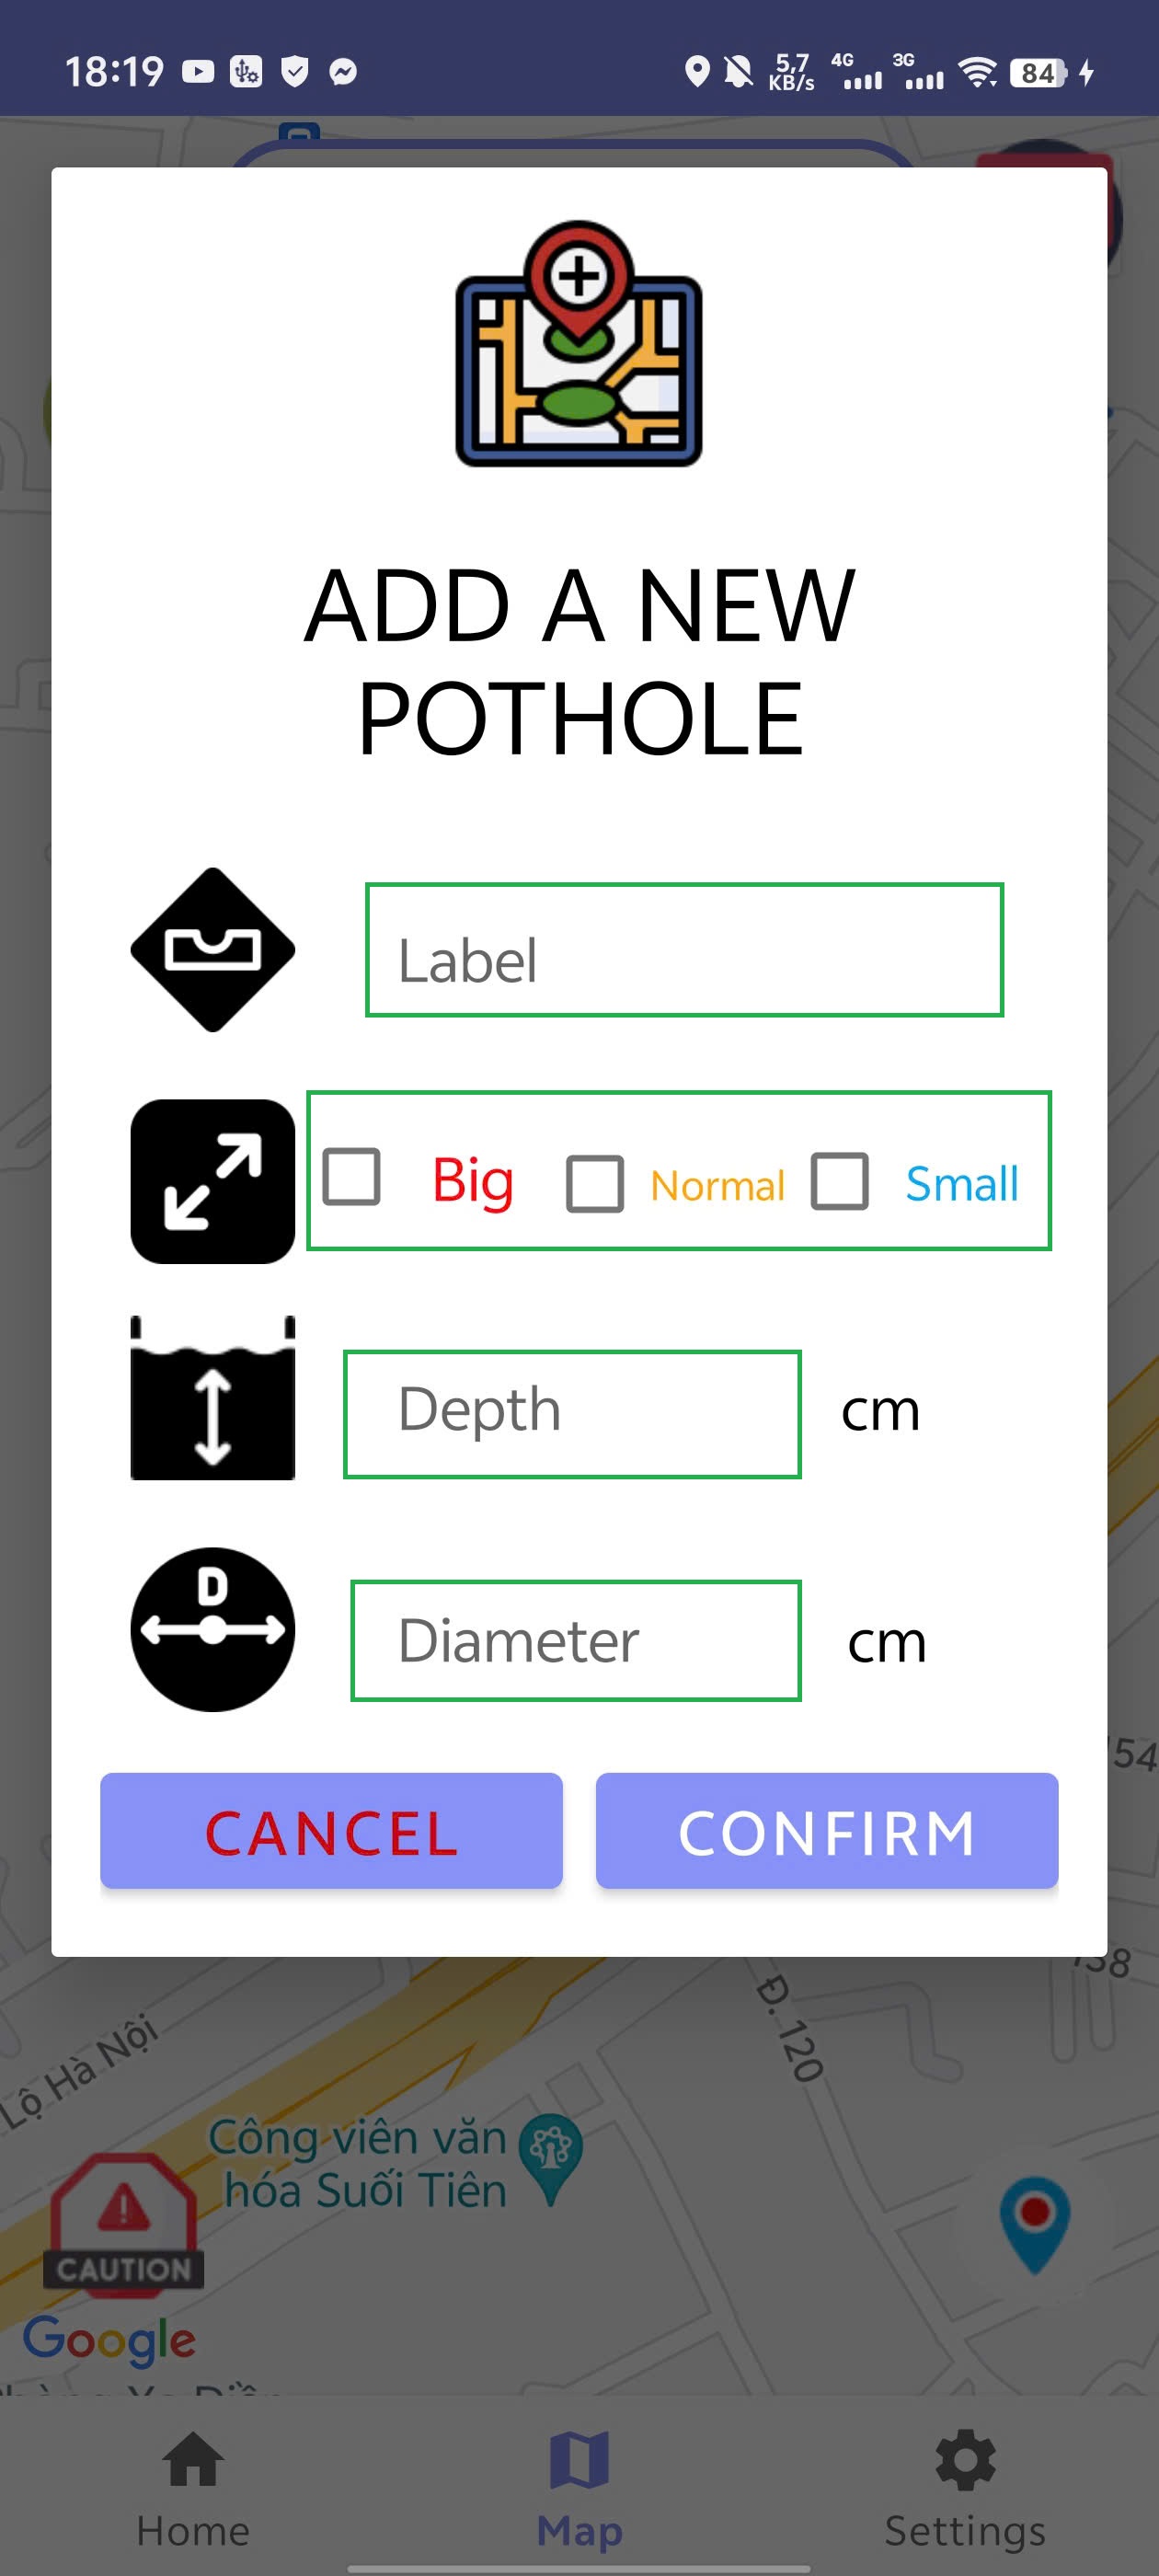 18:19 5,7 KB/s 4G 3G 84
ADD A NEW
POTHOLE
Label
Big Normal Small
Depth cm
D
Diameter cm
CANCEL CONFIRM
54
138
Lộ Hà Nội
Đ. 120
Công viên văn
hóa Suối Tiên
CAUTION
Google
Home Map Settings